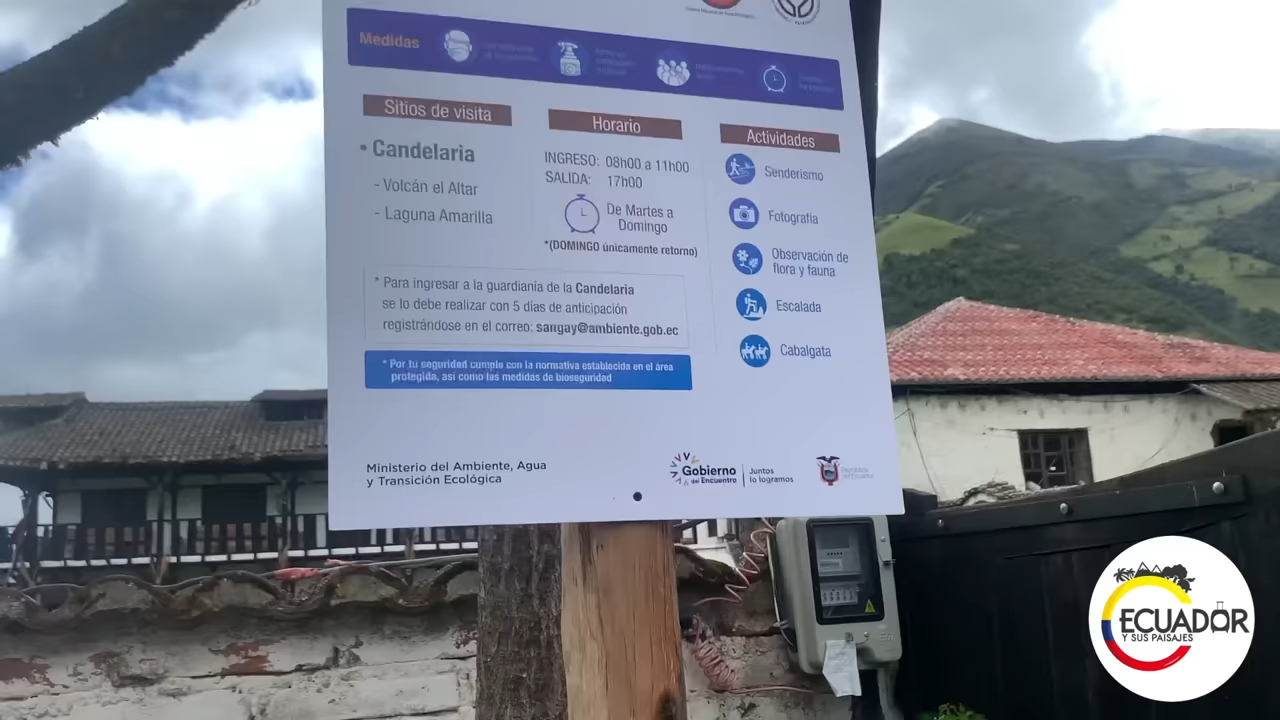 Medidas
Sitios de visita
• Candelaria
- Volcán el Altar
- Laguna Amarilla
Horario
INGRESO: 08h00 a 11h00
SALIDA: 17h00
De Martes a
Domingo
*(DOMINGO únicamente retorno)
Actividades
Senderismo
Fotografía
Observación de
flora y fauna
Escalada
Cabalgata
* Para ingresar a la guardianía de la Candelaria
se lo debe realizar con 5 días de anticipación
registrándose en el correo: sangay@ambiente.gob.ec
* Por tu seguridad cumple con la normativa establecida en el área
protegida, así como las medidas de bioseguridad
Ministerio del Ambiente, Agua
y Transición Ecológica
Gobierno
del Encuentro
Juntos
lo logramos
República
del Ecuador
ECUADOR
Y SUS PAISAJES